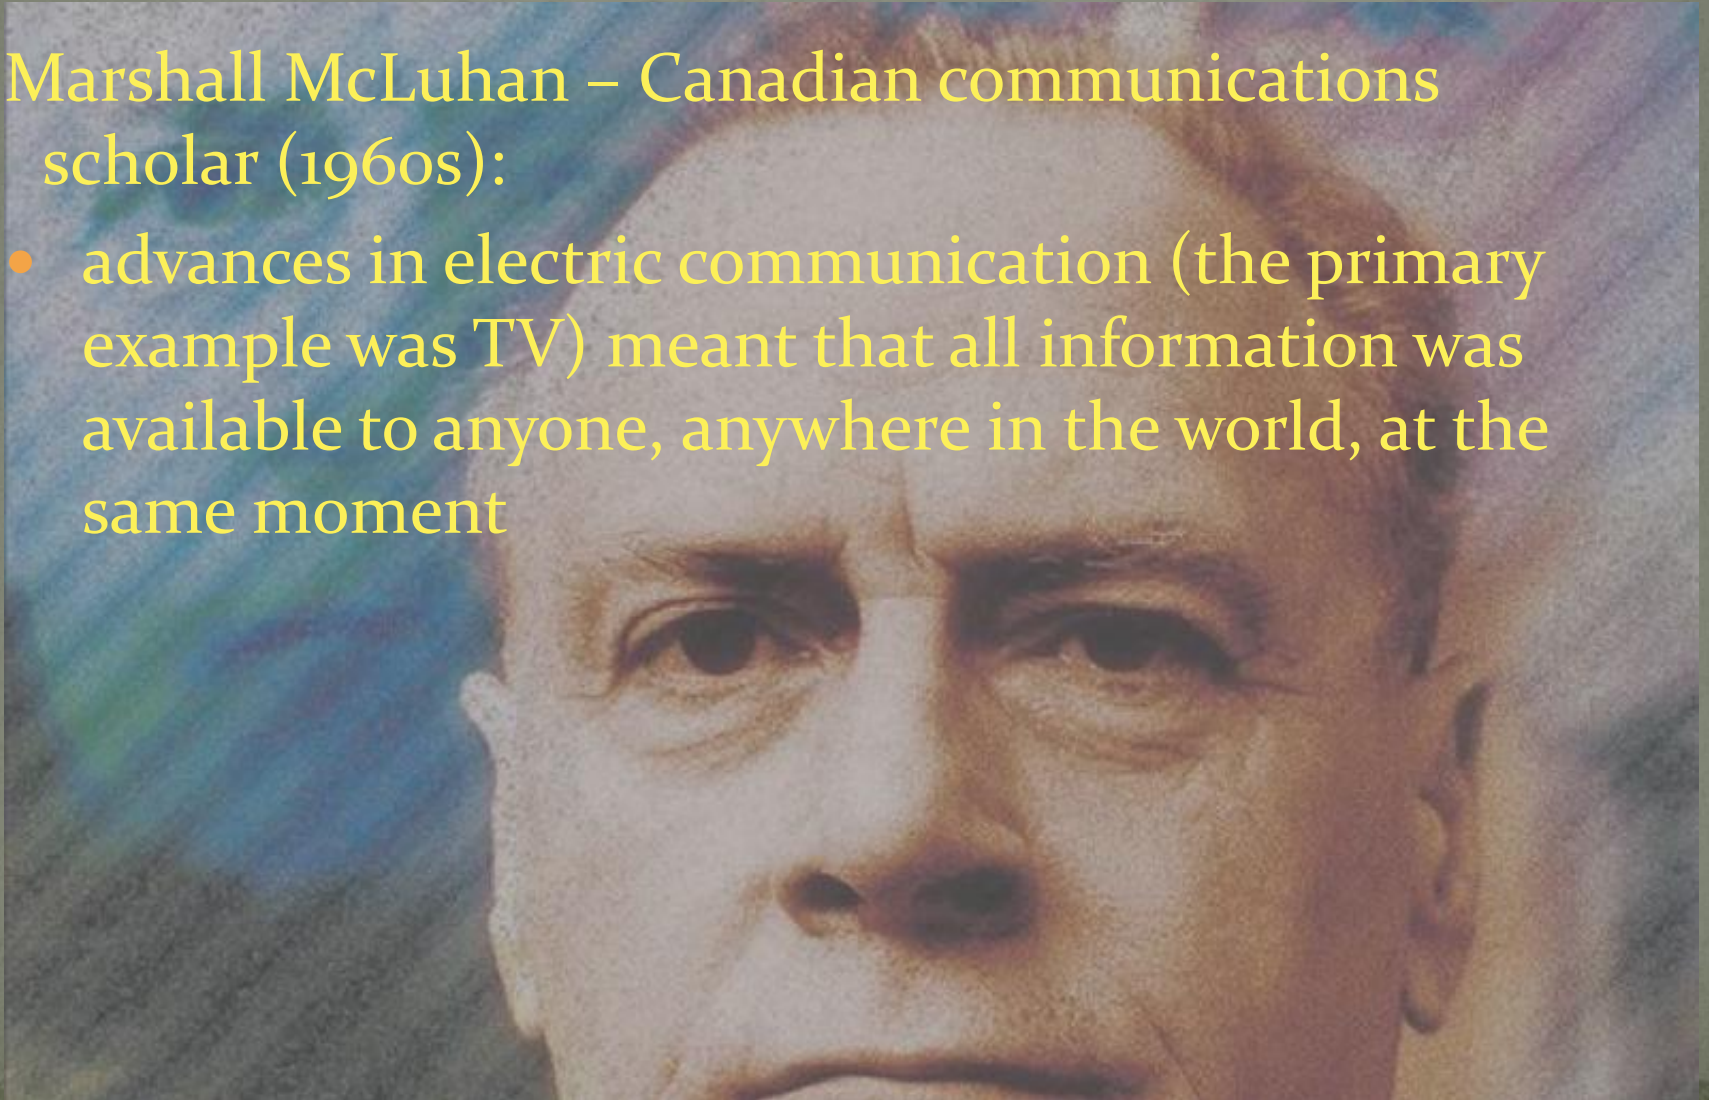 Marshall McLuhan – Canadian communications
scholar (1960s):
• advances in electric communication (the primary
example was TV) meant that all information was
available to anyone, anywhere in the world, at the
same moment